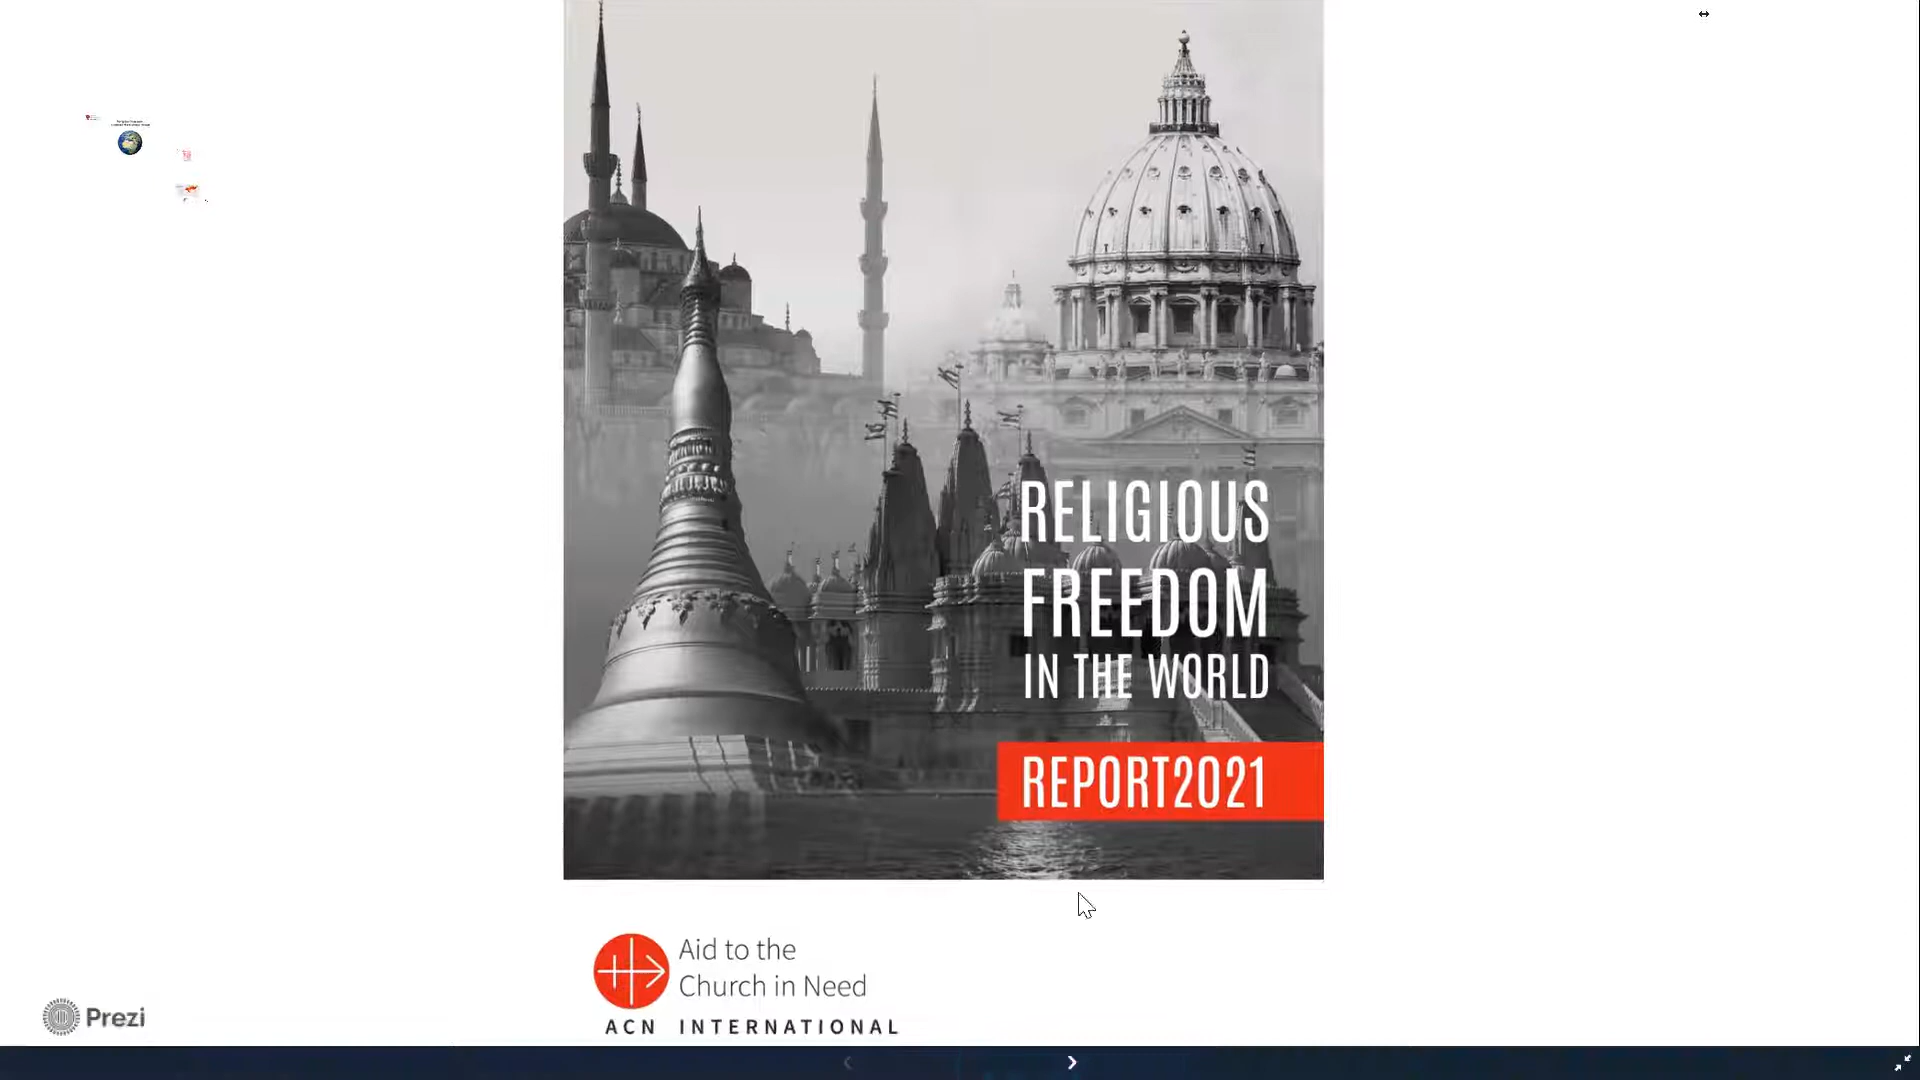 RELIGIOUS
FREEDOM
IN THE WORLD
REPORT2021
Aid to the
Church in Need
ACN INTERNATIONAL
Prezi